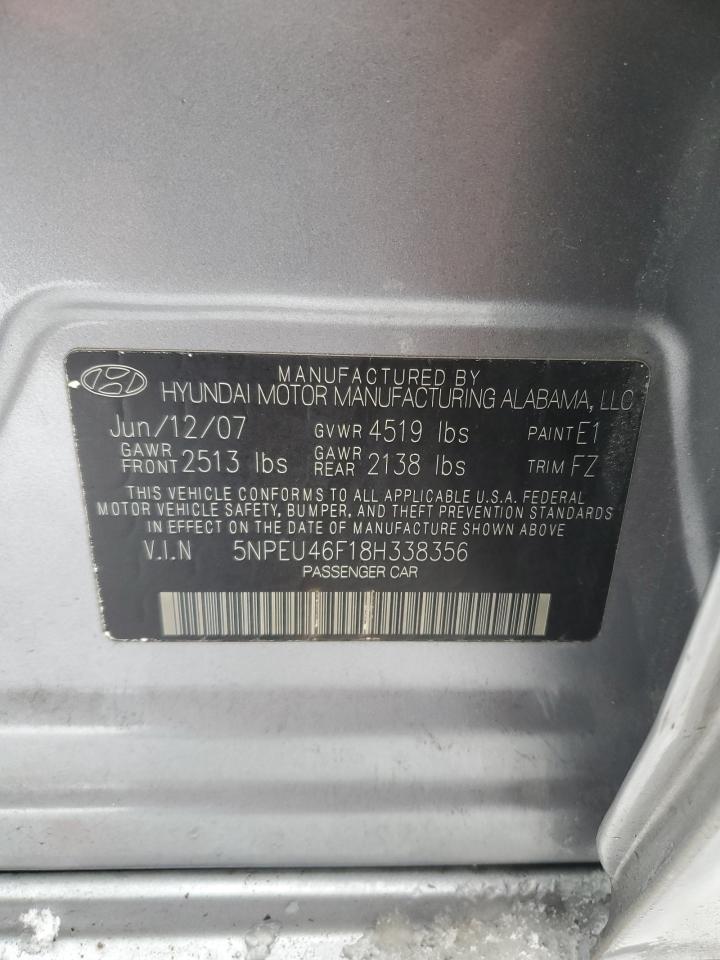 MANUFACTURED BY
HYUNDAI MOTOR MANUFACTURING ALABAMA, LLC
Jun/12/07 GVWR 4519 lbs PAINT E1
GAWR FRONT 2513 lbs GAWR REAR 2138 lbs TRIM FZ
THIS VEHICLE CONFORMS TO ALL APPLICABLE U.S.A. FEDERAL
MOTOR VEHICLE SAFETY, BUMPER, AND THEFT PREVENTION STANDARDS
IN EFFECT ON THE DATE OF MANUFACTURE SHOWN ABOVE
V.I.N 5NPEU46F18H338356
PASSENGER CAR